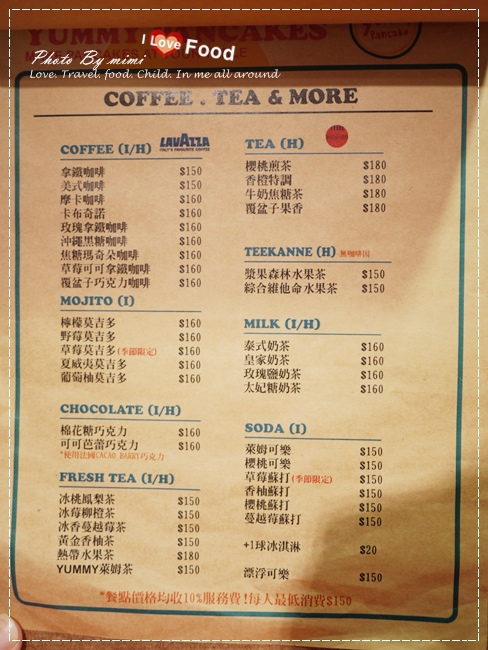 YUMMY PANCAKES
I Love Food
Photo By mimi
Love. Travel. food. Child. In me all around
COFFEE . TEA & MORE
COFFEE (I/H) LAVAZZA
ITALY'S FAVOURITE COFFEE
拿鐵咖啡 $150
美式咖啡 $150
摩卡咖啡 $160
卡布奇諾 $160
玫瑰拿鐵咖啡 $160
沖繩黑糖咖啡 $160
焦糖瑪奇朵咖啡 $160
草莓可可拿鐵咖啡 $160
覆盆子巧克力咖啡 $160
MOJITO (I)
檸檬莫吉多 $160
野莓莫吉多 $160
草莓莫吉多(季節限定) $160
夏威夷莫吉多 $160
葡萄柚莫吉多 $160
CHOCOLATE (I/H)
棉花糖巧克力 $160
可可芭蕾巧克力 $160
*使用法國CACAO BARRY巧克力
FRESH TEA (I/H)
冰桃鳳梨茶 $150
冰莓柳橙茶 $150
冰香蔓越莓茶 $150
黃金香柚茶 $150
熱帶水果茶 $180
YUMMY萊姆茶 $150
TEA (H)
櫻桃煎茶 $180
香橙特調 $180
牛奶焦糖茶 $180
覆盆子果香 $180
TEEKANNE (H) 無咖啡因
漿果森林水果茶 $150
綜合維他命水果茶 $150
MILK (I/H)
泰式奶茶 $160
皇家奶茶 $160
玫瑰鹽奶茶 $160
太妃糖奶茶 $160
SODA (I)
萊姆可樂 $150
櫻桃可樂 $150
草莓蘇打(季節限定) $150
香柚蘇打 $150
櫻桃蘇打 $150
蔓越莓蘇打 $150
+1球冰淇淋 $20
漂浮可樂 $150
*餐點價格均收10%服務費!每人最低消費$150